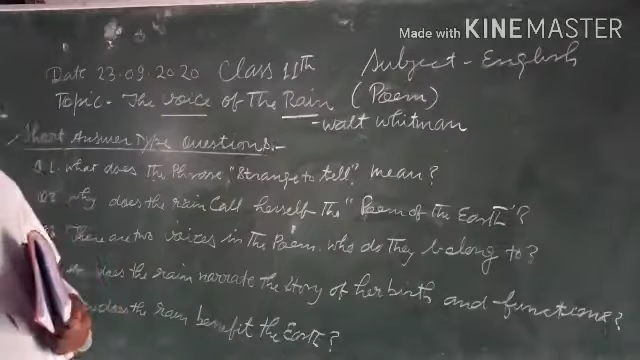 Made with KINEMASTER
Date 23.09.2020 Class 11th Subject - English
Topic - The voice of The Rain (Poem)
- walt whitman
Short Answer Type Questions:-
Q1. what does The Phrase, "Strange to tell," mean?
Q2. why does the rain call herself The "Poem of The Earth"?
There are two voices in The Poem. who do They belong to?
does the rain narrate the story of her birth and functions?
does the rain benefit the Earth?